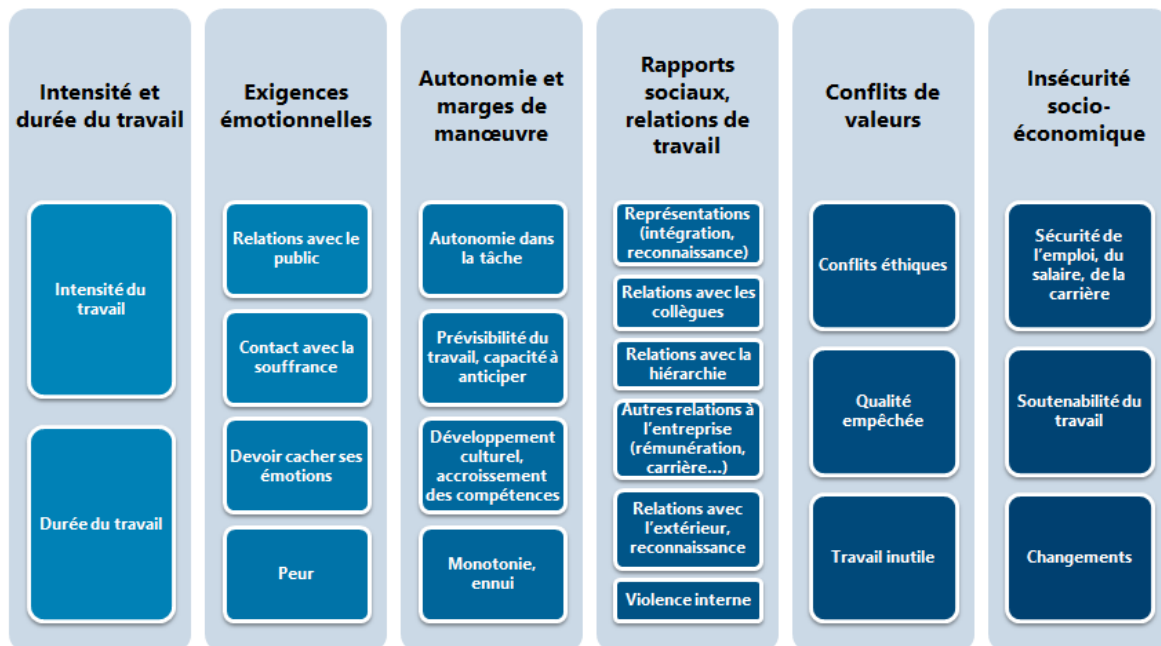 Intensité et
durée du travail
Intensité du
travail
Durée du travail
Exigences
émotionnelles
Relations avec le
public
Contact avec la
souffrance
Devoir cacher ses
émotions
Peur
Autonomie et
marges de
manœuvre
Autonomie dans
la tâche
Prévisibilité du
travail, capacité à
anticiper
Développement
culturel,
accroissement
des compétences
Monotonie,
ennui
Rapports
sociaux,
relations de
travail
Représentations
(intégration,
reconnaissance)
Relations avec les
collègues
Relations avec la
hiérarchie
Autres relations à
l'entreprise
(rémunération,
carrière...)
Relations avec
l'extérieur,
reconnaissance
Violence interne
Conflits de
valeurs
Conflits éthiques
Qualité
empêchée
Travail inutile
Insécurité
socio-
économique
Sécurité de
l'emploi, du
salaire, de la
carrière
Soutenabilité du
travail
Changements